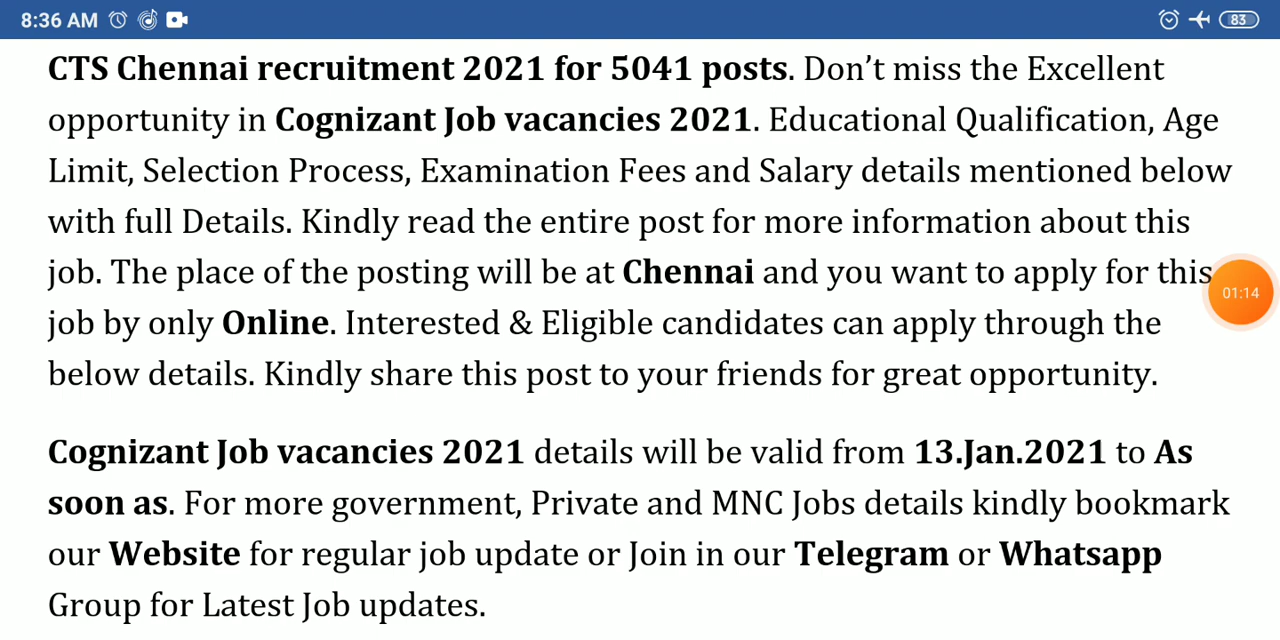 8:36 AM 83
CTS Chennai recruitment 2021 for 5041 posts. Don’t miss the Excellent
opportunity in Cognizant Job vacancies 2021. Educational Qualification, Age
Limit, Selection Process, Examination Fees and Salary details mentioned below
with full Details. Kindly read the entire post for more information about this
job. The place of the posting will be at Chennai and you want to apply for this
01:14
job by only Online. Interested & Eligible candidates can apply through the
below details. Kindly share this post to your friends for great opportunity.
Cognizant Job vacancies 2021 details will be valid from 13.Jan.2021 to As
soon as. For more government, Private and MNC Jobs details kindly bookmark
our Website for regular job update or Join in our Telegram or Whatsapp
Group for Latest Job updates.